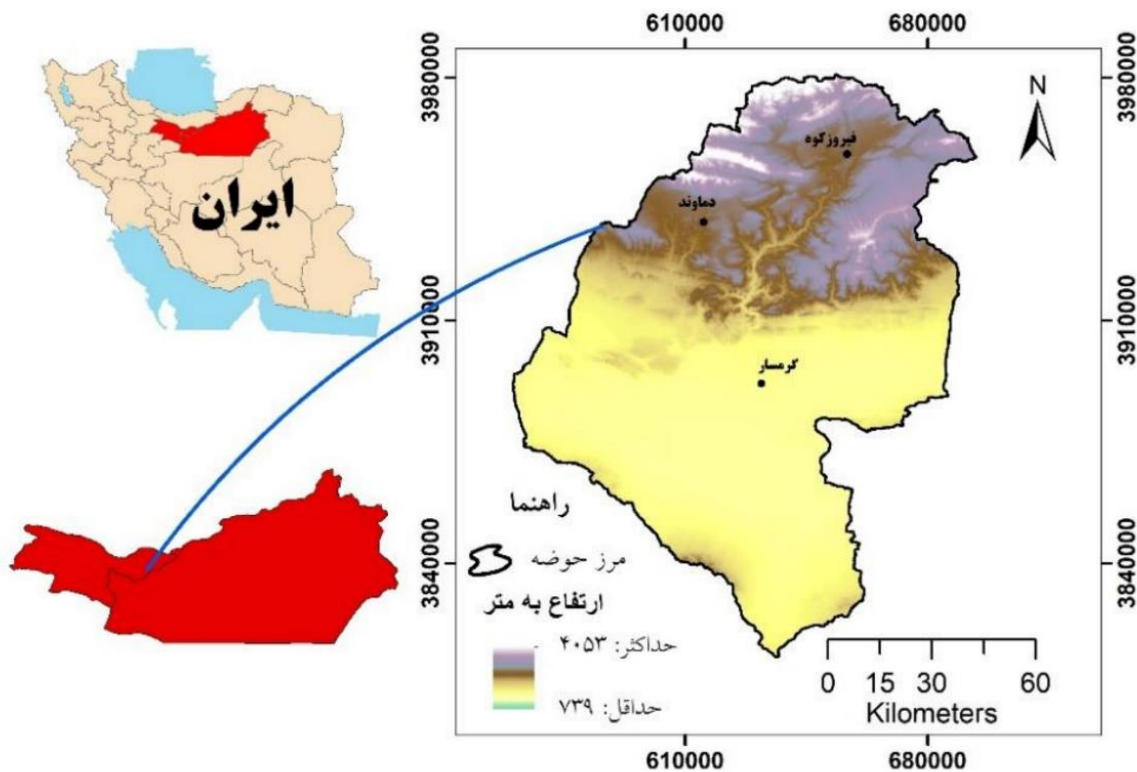 ایران
610000
680000
3980000
3980000
N
فیروزکوه
دماوند
3910000
3910000
گرمسار
راهنما
مرز حوضه
3840000
3840000
ارتفاع به متر
حداکثر: ۴۰۵۳
حداقل: ۷۳۹
0 15 30 60
Kilometers
610000
680000